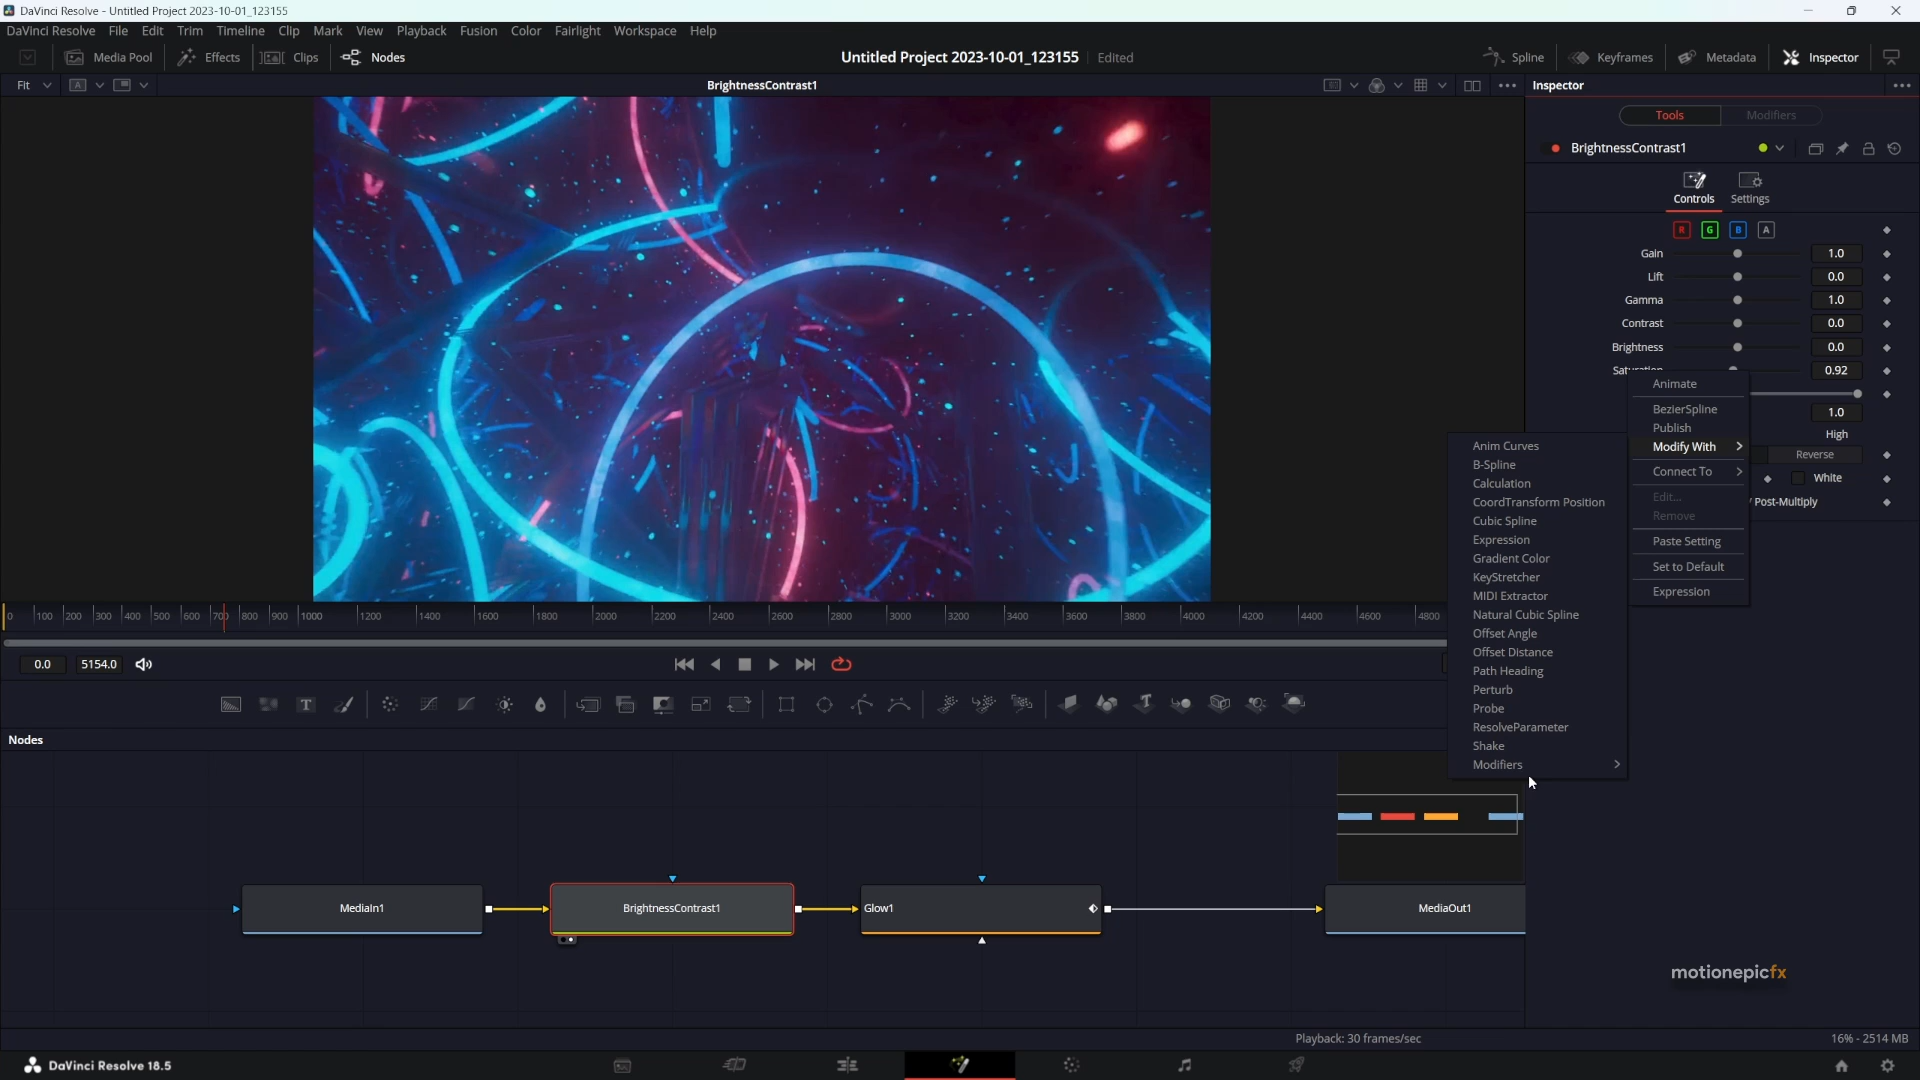 DaVinci Resolve - Untitled Project 2023-10-01_123155
DaVinci Resolve File Edit Trim Timeline Clip Mark View Playback Fusion Color Fairlight Workspace Help
Media Pool Effects Clips Nodes Untitled Project 2023-10-01_123155 Edited Spline Keyframes Metadata Inspector
Fit A BrightnessContrast1 Inspector
Tools Modifiers
BrightnessContrast1
Controls Settings
R G B A
Gain 1.0
Lift 0.0
Gamma 1.0
Contrast 0.0
Brightness 0.0
Saturation 0.92
1.0
High
Reverse
White
/ Post-Multiply
Animate
BezierSpline
Publish
Modify With
Connect To
Edit...
Remove
Paste Setting
Set to Default
Expression
Anim Curves
B-Spline
Calculation
CoordTransform Position
Cubic Spline
Expression
Gradient Color
KeyStretcher
MIDI Extractor
Natural Cubic Spline
Offset Angle
Offset Distance
Path Heading
Perturb
Probe
ResolveParameter
Shake
Modifiers
0 100 200 300 400 500 600 700 800 900 1000 1200 1400 1600 1800 2000 2200 2400 2600 2800 3000 3200 3400 3600 3800 4000 4200 4400 4600 4800
0.0 5154.0
T T
Nodes
MediaIn1 BrightnessContrast1 Glow1 MediaOut1
motionepicfx
Playback: 30 frames/sec 16% - 2514 MB
DaVinci Resolve 18.5